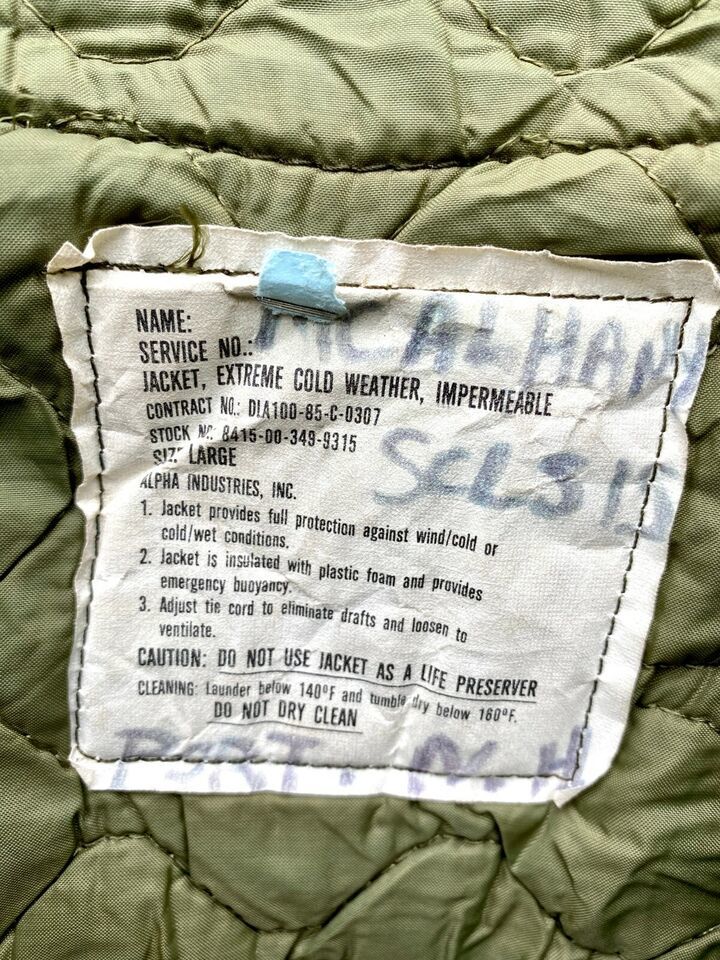 NAME:
MCALHANY
SERVICE NO.:
JACKET, EXTREME COLD WEATHER, IMPERMEABLE
CONTRACT NO.: DLA100-85-C-0307
STOCK NO. 8415-00-349-9315
SIZE LARGE
ALPHA INDUSTRIES, INC.
1. Jacket provides full protection against wind/cold or
cold/wet conditions.
2. Jacket is insulated with plastic foam and provides
emergency buoyancy.
3. Adjust tie cord to eliminate drafts and loosen to
ventilate.
CAUTION: DO NOT USE JACKET AS A LIFE PRESERVER
CLEANING: Launder below 140°F and tumble dry below 160°F.
DO NOT DRY CLEAN
PORT